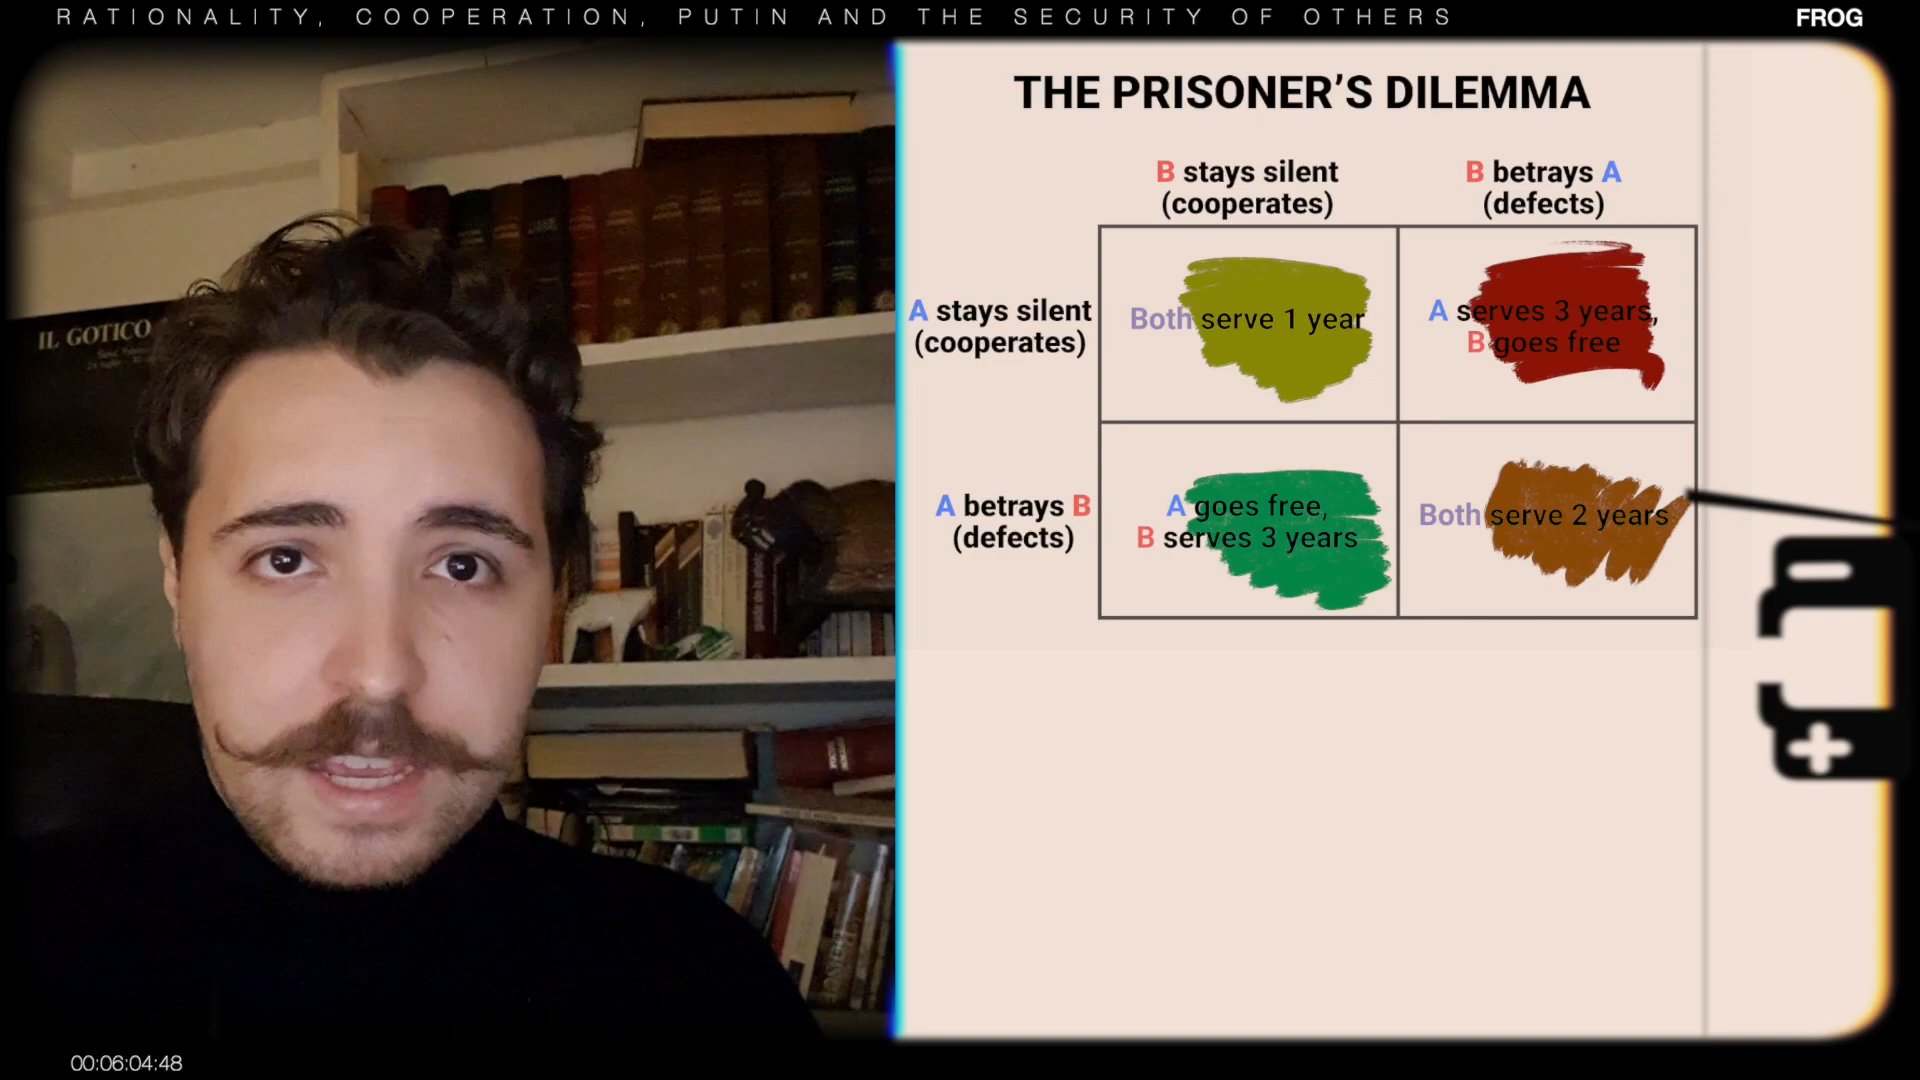 RATIONALITY, COOPERATION, PUTIN AND THE SECURITY OF OTHERS
FROG
IL GOTICO
THE PRISONER'S DILEMMA
B stays silent
(cooperates)
B betrays A
(defects)
A stays silent
(cooperates)
Both serve 1 year
A serves 3 years,
B goes free
A betrays B
(defects)
A goes free,
B serves 3 years
Both serve 2 years
00:06:04:48